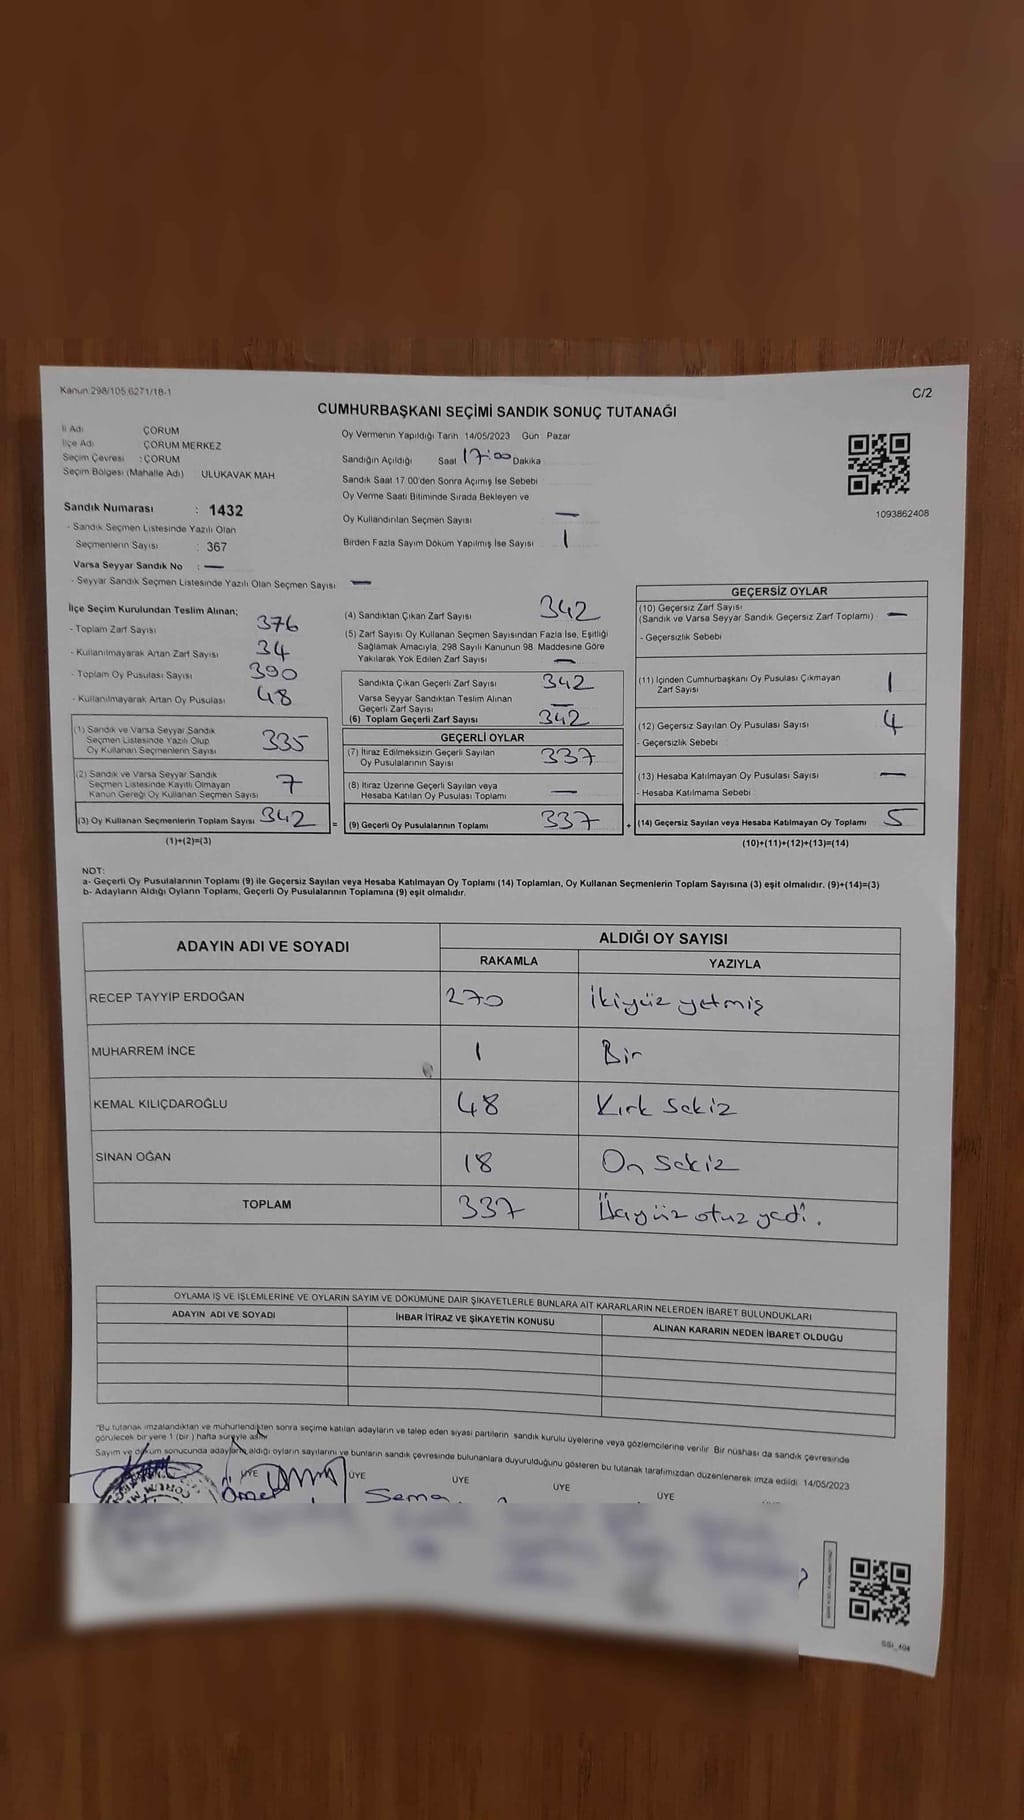 Kanun:298/105,6271/18-1
C/2
CUMHURBAŞKANI SEÇİMİ SANDIK SONUÇ TUTANAĞI
İl Adı ÇORUM
İlçe Adı ÇORUM MERKEZ
Seçim Çevresi : ÇORUM
Seçim Bölgesi (Mahalle Adı) ULUKAVAK MAH
Sandık Numarası : 1432
- Sandık Seçmen Listesinde Yazılı Olan
Seçmenlerin Sayısı : 367
Varsa Seyyar Sandık No : —
- Seyyar Sandık Seçmen Listesinde Yazılı Olan Seçmen Sayısı —
Oy Vermenin Yapıldığı Tarih 14/05/2023 Gün Pazar
Sandığın Açıldığı Saat 17:00 Dakika
Sandık Saat 17.00'den Sonra Açımış İse Sebebi
Oy Verme Saati Bitiminde Sırada Bekleyen ve
Oy Kullandırılan Seçmen Sayısı —
Birden Fazla Sayım Döküm Yapılmış İse Sayısı 1
1093862408
İlçe Seçim Kurulundan Teslim Alınan;
- Toplam Zarf Sayısı 376
- Kullanılmayarak Artan Zarf Sayısı 34
- Toplam Oy Pusulası Sayısı 390
- Kullanılmayarak Artan Oy Pusulası 48
(1) Sandık ve Varsa Seyyar Sandık
Seçmen Listesinde Yazılı Olup
Oy Kullanan Seçmenlerin Sayısı 335
(2) Sandık ve Varsa Seyyar Sandık
Seçmen Listesinde Kayıtlı Olmayan
Kanun Gereği Oy Kullanan Seçmen Sayısı 7
(3) Oy Kullanan Seçmenlerin Toplam Sayısı 342
(1)+(2)=(3)
(4) Sandıktan Çıkan Zarf Sayısı 342
(5) Zarf Sayısı Oy Kullanan Seçmen Sayısından Fazla İse, Eşitliği
Sağlamak Amacıyla, 298 Sayılı Kanunun 98. Maddesine Göre
Yakılarak Yok Edilen Zarf Sayısı —
Sandıkta Çıkan Geçerli Zarf Sayısı 342
Varsa Seyyar Sandıktan Teslim Alınan
Geçerli Zarf Sayısı —
(6) Toplam Geçerli Zarf Sayısı 342
GEÇERLİ OYLAR
(7) İtiraz Edilmeksizin Geçerli Sayılan
Oy Pusulalarının Sayısı 337
(8) İtiraz Üzerine Geçerli Sayılan veya
Hesaba Katılan Oy Pusulası Toplamı —
= (9) Geçerli Oy Pusulalarının Toplamı 337
GEÇERSİZ OYLAR
(10) Geçersiz Zarf Sayısı
(Sandık ve Varsa Seyyar Sandık Geçersiz Zarf Toplamı) —
- Geçersizlik Sebebi
(11) İçinden Cumhurbaşkanı Oy Pusulası Çıkmayan
Zarf Sayısı 1
(12) Geçersiz Sayılan Oy Pusulası Sayısı 4
- Geçersizlik Sebebi
(13) Hesaba Katılmayan Oy Pusulası Sayısı —
- Hesaba Katılmama Sebebi
+ (14) Geçersiz Sayılan veya Hesaba Katılmayan Oy Toplamı 5
(10)+(11)+(12)+(13)=(14)
NOT:
a- Geçerli Oy Pusulalarının Toplamı (9) ile Geçersiz Sayılan veya Hesaba Katılmayan Oy Toplamı (14) Toplamları, Oy Kullanan Seçmenlerin Toplam Sayısına (3) eşit olmalıdır. (9)+(14)=(3)
b- Adayların Aldığı Oyların Toplamı, Geçerli Oy Pusulalarının Toplamına (9) eşit olmalıdır.
ADAYIN ADI VE SOYADI ALDIĞI OY SAYISI
RAKAMLA YAZIYLA
RECEP TAYYİP ERDOĞAN 270 İkiyüz yetmiş
MUHARREM İNCE 1 Bir
KEMAL KILIÇDAROĞLU 48 Kırk Sekiz
SİNAN OĞAN 18 On Sekiz
TOPLAM 337 Üçyüz otuz yedi.
OYLAMA İŞ VE İŞLEMLERİNE VE OYLARIN SAYIM VE DÖKÜMÜNE DAİR ŞİKAYETLERLE BUNLARA AİT KARARLARIN NELERDEN İBARET BULUNDUKLARI
ADAYIN ADI VE SOYADI İHBAR İTİRAZ VE ŞİKAYETİN KONUSU ALINAN KARARIN NEDEN İBARET OLDUĞU
*Bu tutanak imzalandıktan ve mühürlendikten sonra seçime katılan adayların ve talep eden siyasi partilerin sandık kurulu üyelerine veya gözlemcilerine verilir. Bir nüshası da sandık çevresinde
görülecek bir yere 1 (bir) hafta süreyle asılır
Sayım ve döküm sonucunda adayların aldığı oyların sayılarını ve bunların sandık çevresinde bulunanlara duyurulduğunu gösteren bu tutanak tarafımızdan düzenlenerek imza edildi. 14/05/2023
ÜYE ÜYE ÜYE ÜYE ÜYE
Ömer Sema